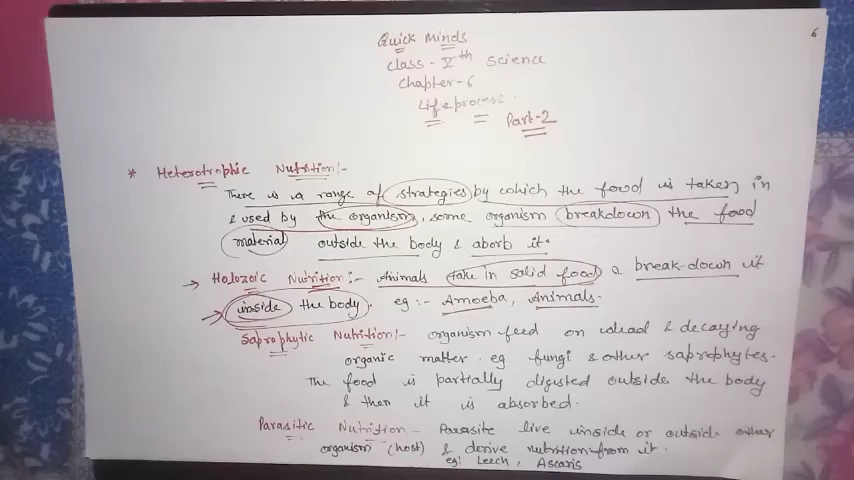 6
Quick Minds
Class - Xth Science
Chapter-6
Life process
Part-2
* Heterotrophic Nutrition:-
There is a range of strategies by which the food is taken in
& used by the organism, some organism breakdown the food
material outside the body & aborb it.
→ Holozoic Nutrition:- Animals take in solid food & break-down it
→ inside the body. eg:- Amoeba, Animals.
Saprophytic Nutrition:- organism feed on dead & decaying
organic matter. eg fungi & other saprophytes.
The food is partially digested outside the body
& then it is absorbed.
Parasitic Nutrition - Parasite live inside or outside other
organism (host) & derive nutrition from it.
eg: Leech, Ascaris